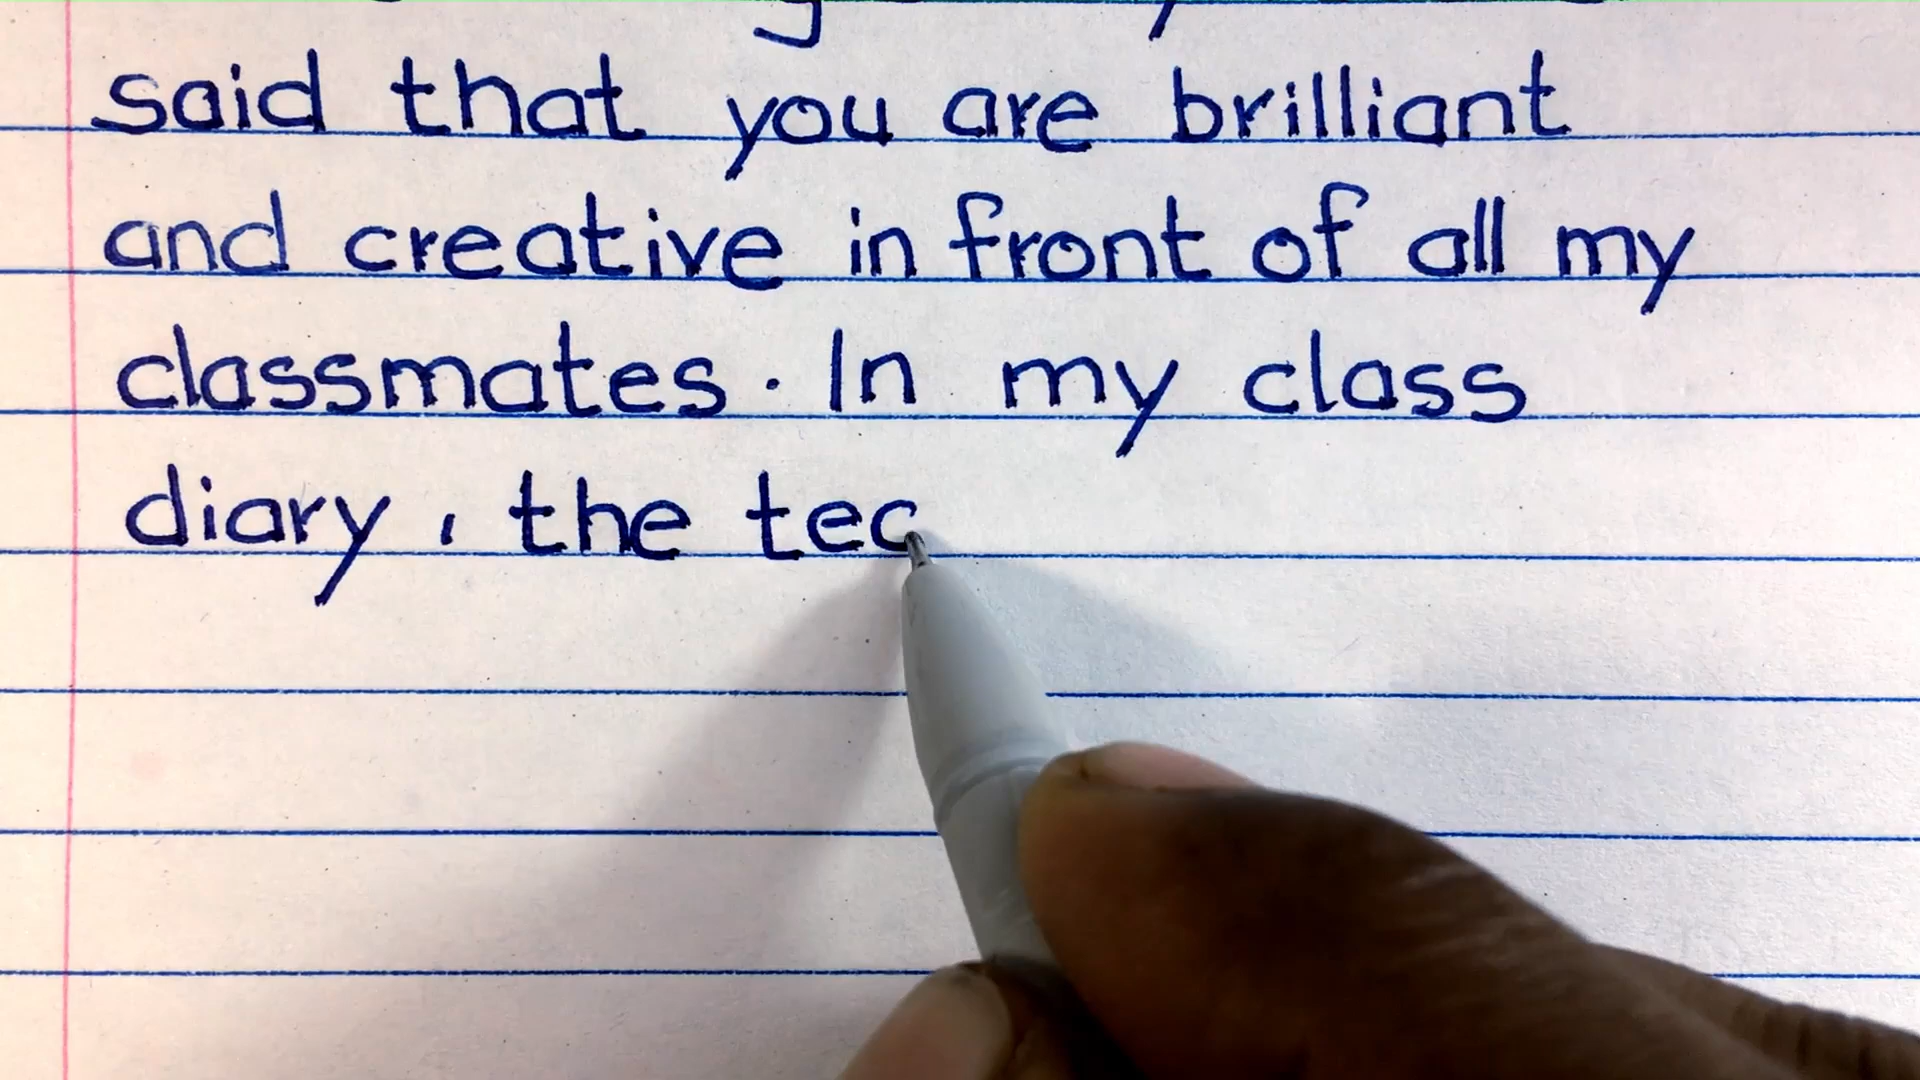 said that you are brilliant
and creative in front of all my
classmates. In my class
diary, the tec